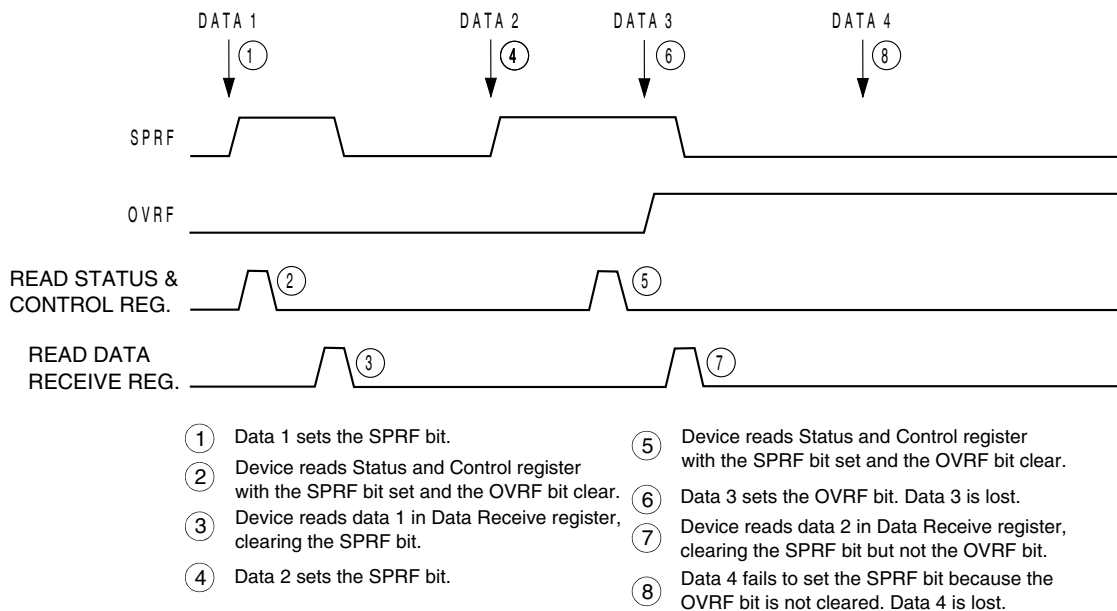 DATA 1 DATA 2 DATA 3 DATA 4
1 4 6 8
SPRF
OVRF
READ STATUS &
CONTROL REG.
2 5
READ DATA
RECEIVE REG.
3 7
1 Data 1 sets the SPRF bit.
2 Device reads Status and Control register
with the SPRF bit set and the OVRF bit clear.
3 Device reads data 1 in Data Receive register,
clearing the SPRF bit.
4 Data 2 sets the SPRF bit.
5 Device reads Status and Control register
with the SPRF bit set and the OVRF bit clear.
6 Data 3 sets the OVRF bit. Data 3 is lost.
7 Device reads data 2 in Data Receive register,
clearing the SPRF bit but not the OVRF bit.
8 Data 4 fails to set the SPRF bit because the
OVRF bit is not cleared. Data 4 is lost.